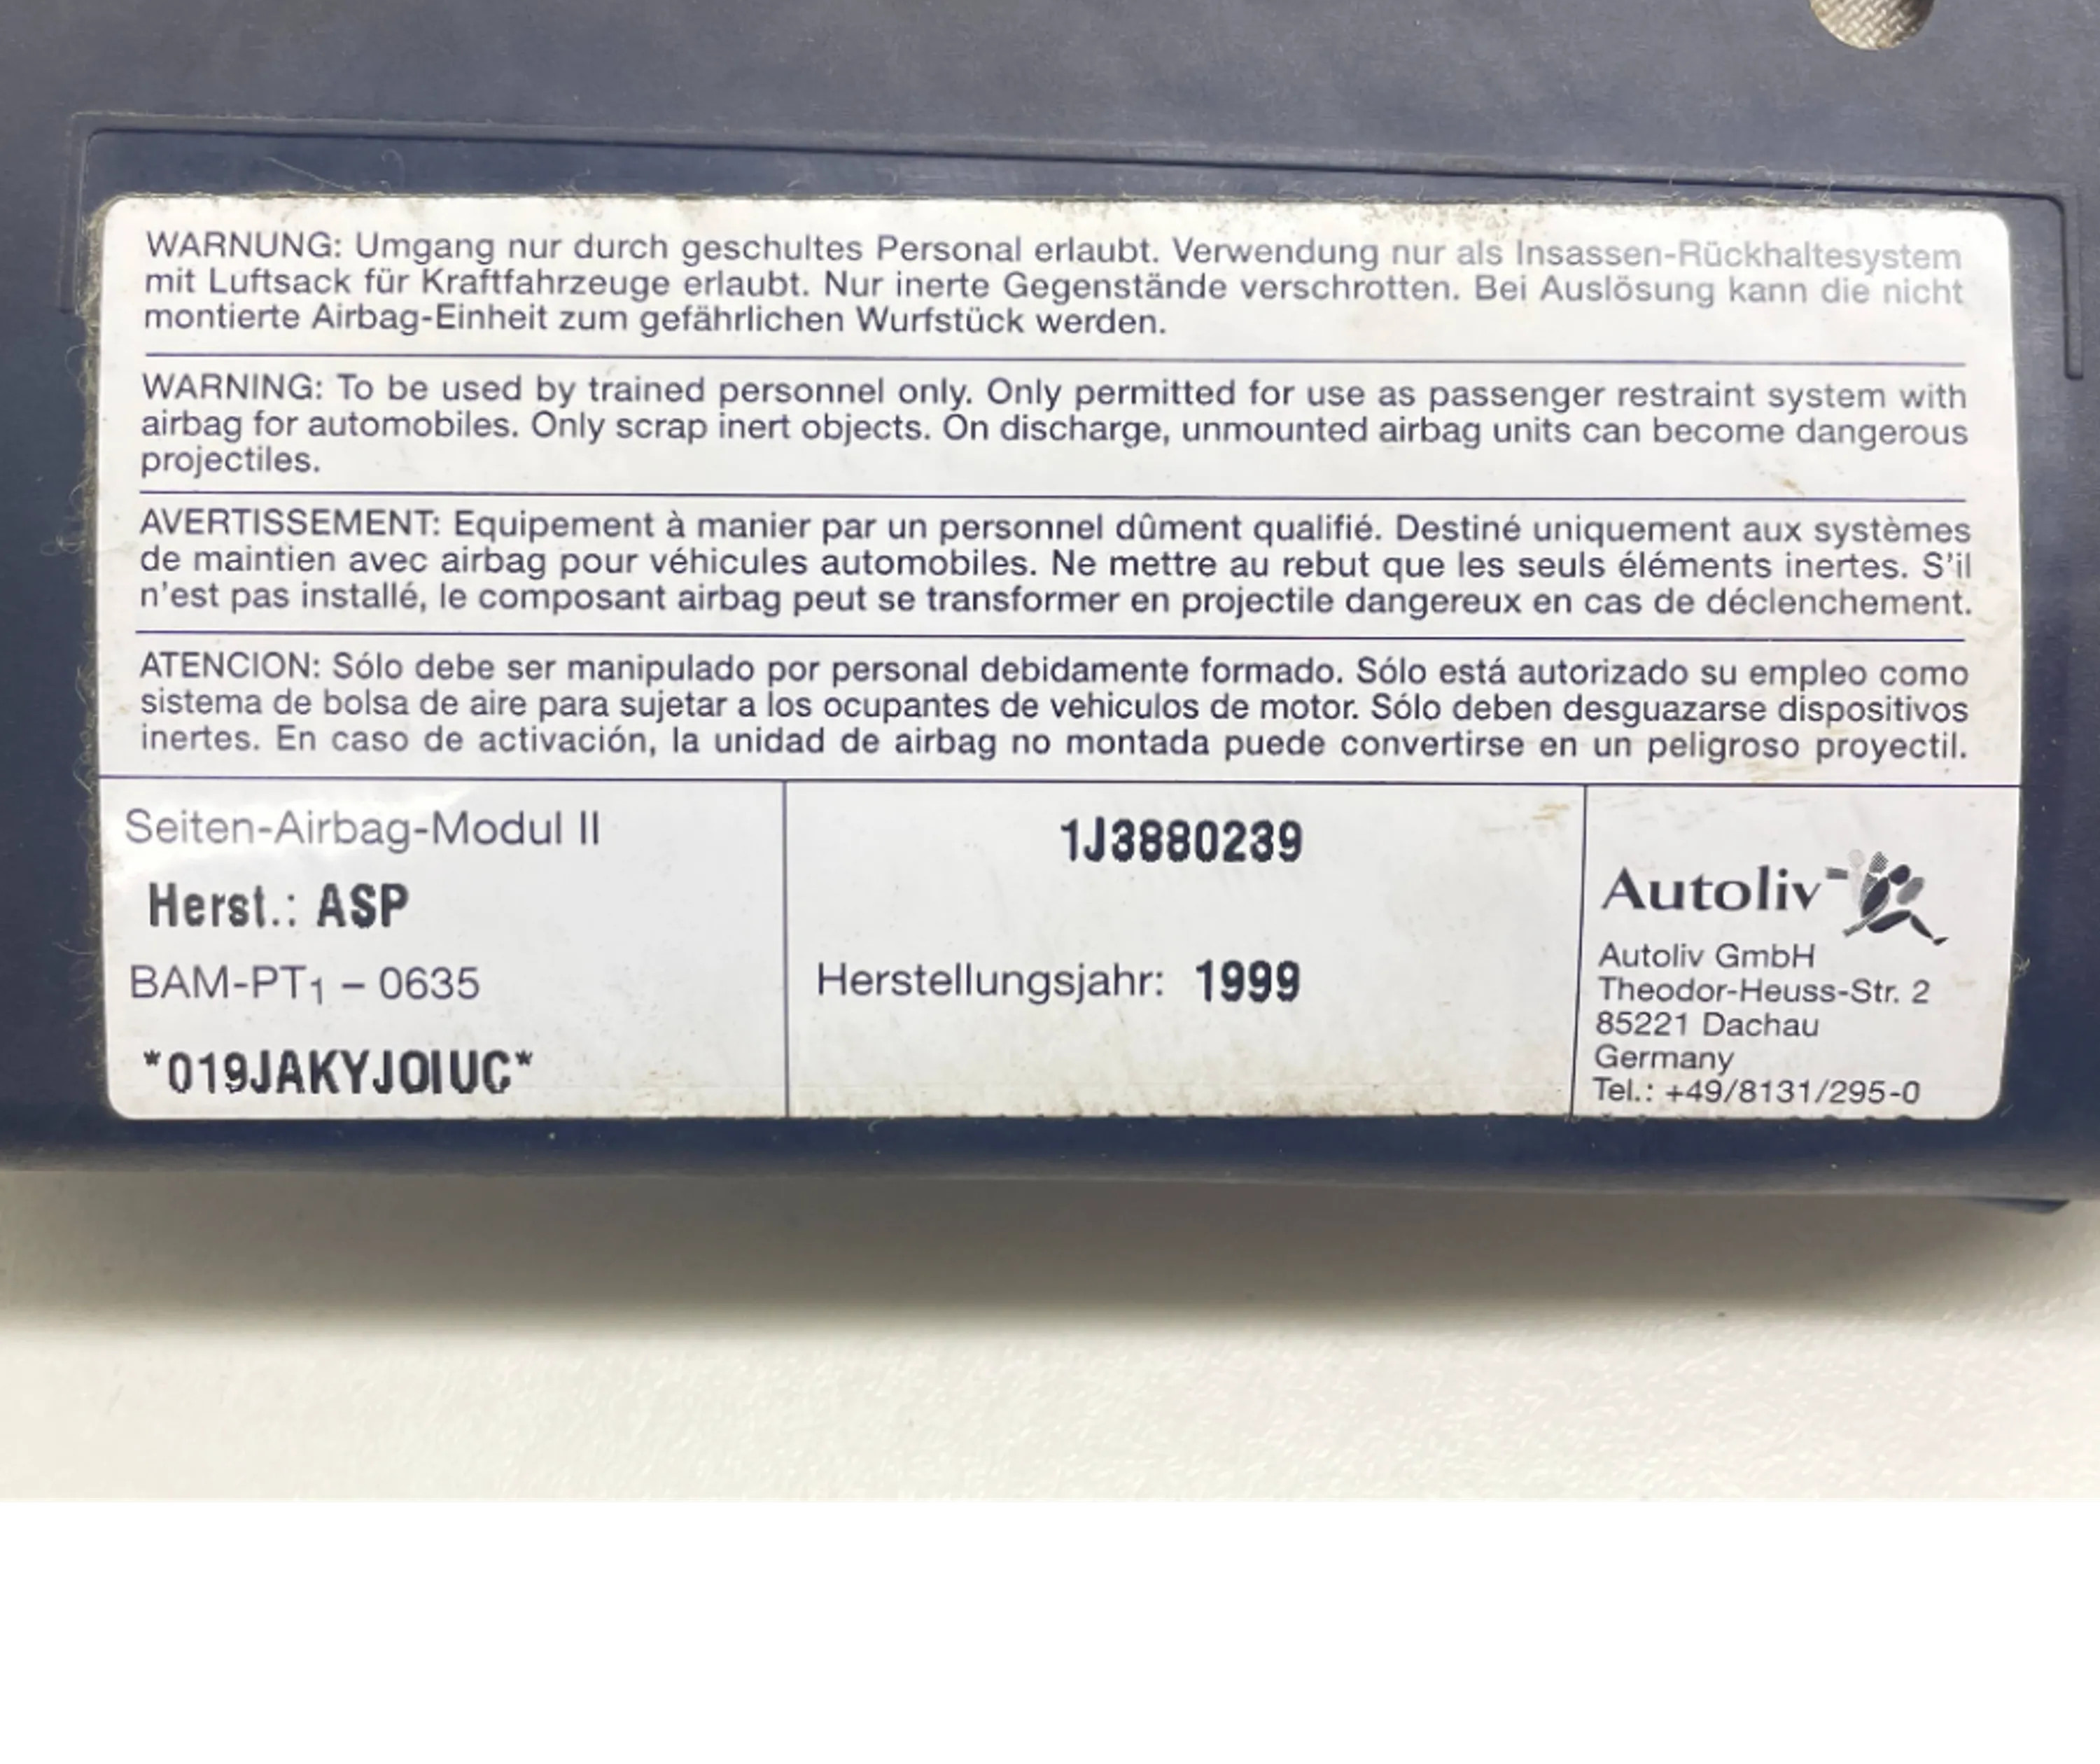 WARNUNG: Umgang nur durch geschultes Personal erlaubt. Verwendung nur als Insassen-Rückhaltesystem
mit Luftsack für Kraftfahrzeuge erlaubt. Nur inerte Gegenstände verschrotten. Bei Auslösung kann die nicht
montierte Airbag-Einheit zum gefährlichen Wurfstück werden.
WARNING: To be used by trained personnel only. Only permitted for use as passenger restraint system with
airbag for automobiles. Only scrap inert objects. On discharge, unmounted airbag units can become dangerous
projectiles.
AVERTISSEMENT: Equipement à manier par un personnel dûment qualifié. Destiné uniquement aux systèmes
de maintien avec airbag pour véhicules automobiles. Ne mettre au rebut que les seuls éléments inertes. S'il
n'est pas installé, le composant airbag peut se transformer en projectile dangereux en cas de déclenchement.
ATENCION: Sólo debe ser manipulado por personal debidamente formado. Sólo está autorizado su empleo como
sistema de bolsa de aire para sujetar a los ocupantes de vehiculos de motor. Sólo deben desguazarse dispositivos
inertes. En caso de activación, la unidad de airbag no montada puede convertirse en un peligroso proyectil.
Seiten-Airbag-Modul II
Herst.: ASP
BAM-PT1 – 0635
*019JAKYJOIUC*
1J3880239
Herstellungsjahr: 1999
Autoliv
Autoliv GmbH
Theodor-Heuss-Str. 2
85221 Dachau
Germany
Tel.: +49/8131/295-0